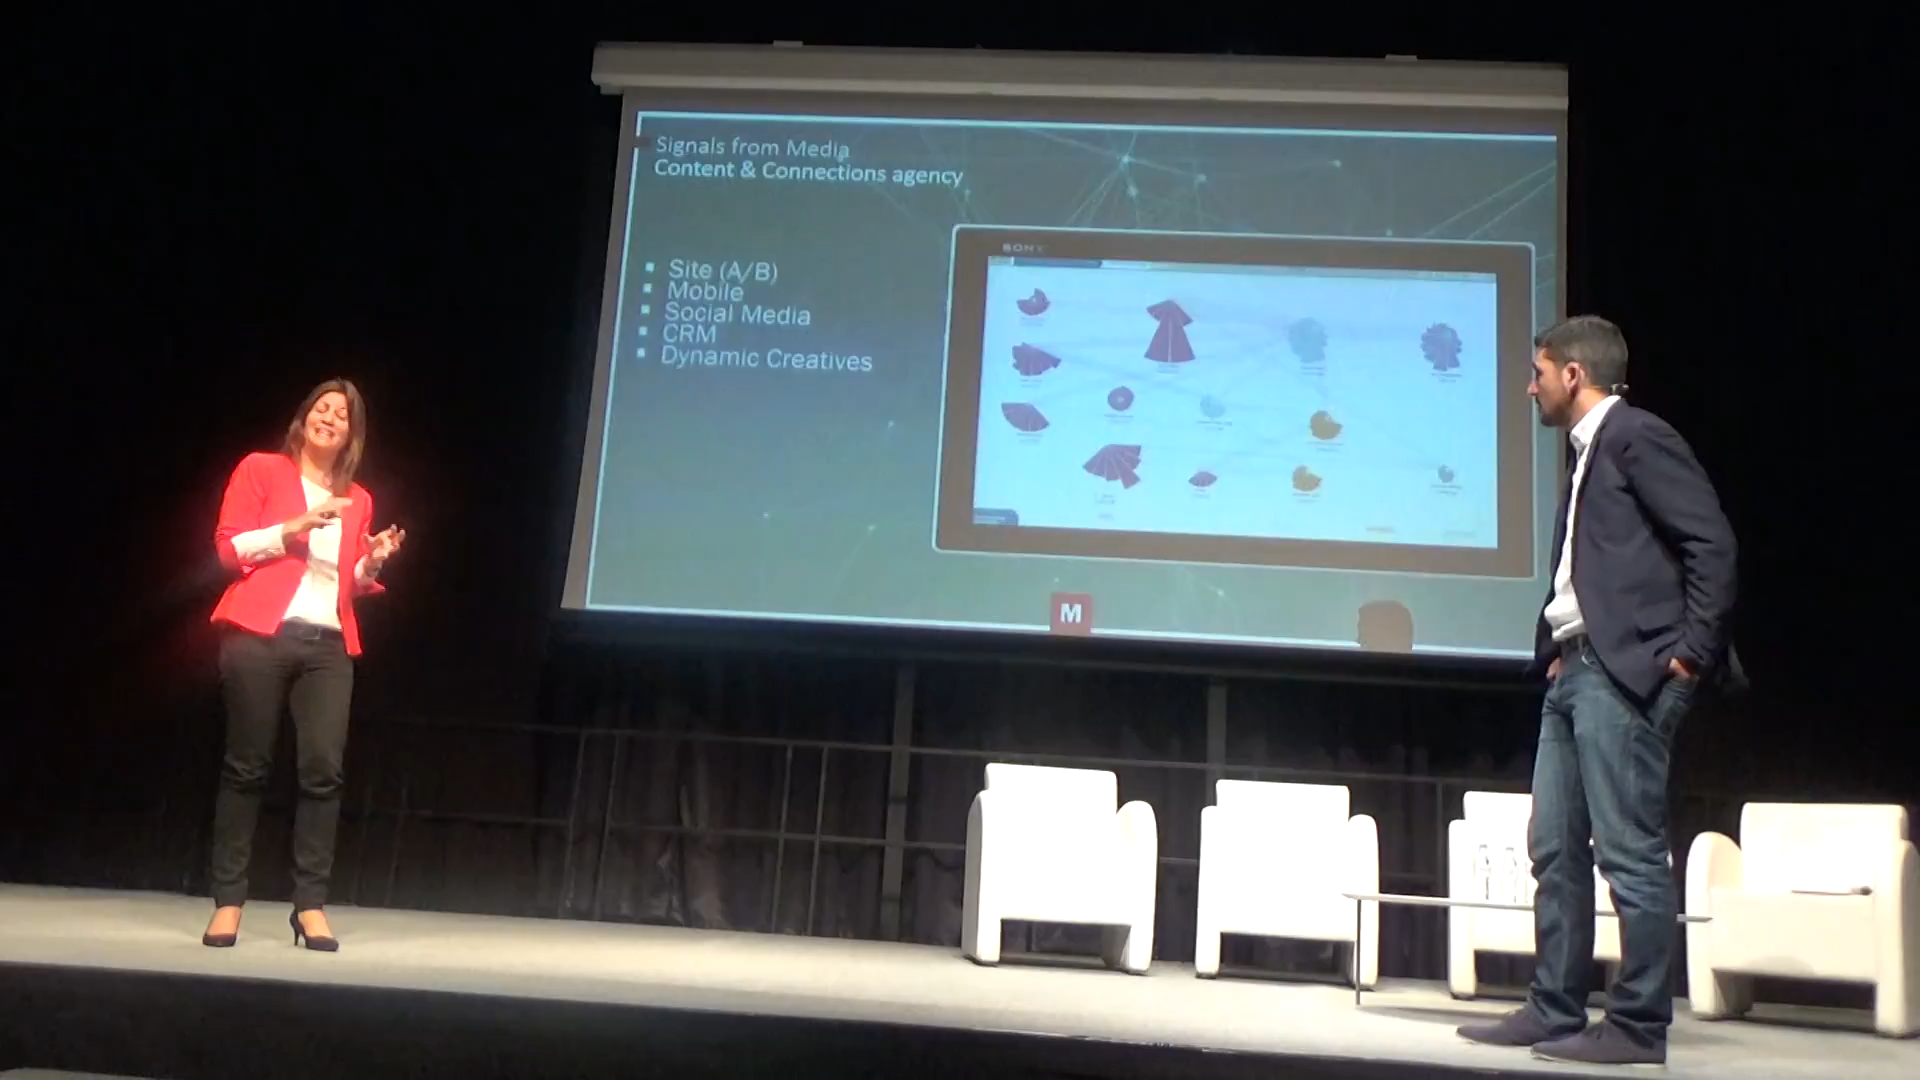 Signals from Media
Content & Connections agency
▪ Site (A/B)
▪ Mobile
▪ Social Media
▪ CRM
▪ Dynamic Creatives
SONY
M